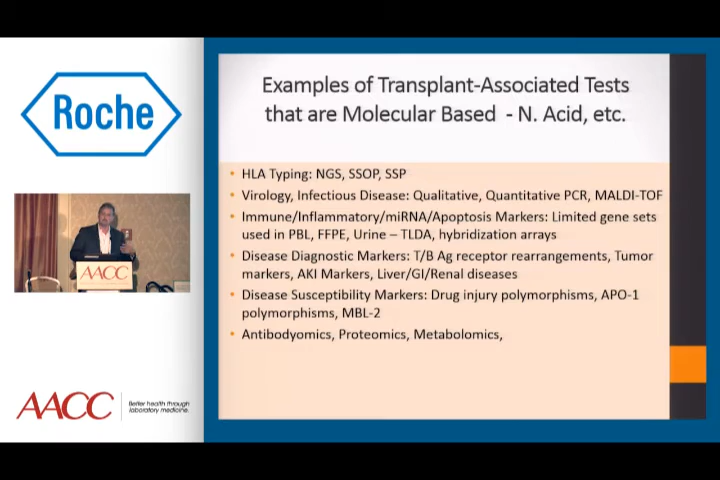 Roche
Examples of Transplant-Associated Tests
that are Molecular Based - N. Acid, etc.
• HLA Typing: NGS, SSOP, SSP
• Virology, Infectious Disease: Qualitative, Quantitative PCR, MALDI-TOF
• Immune/Inflammatory/miRNA/Apoptosis Markers: Limited gene sets
used in PBL, FFPE, Urine – TLDA, hybridization arrays
• Disease Diagnostic Markers: T/B Ag receptor rearrangements, Tumor
markers, AKI Markers, Liver/GI/Renal diseases
• Disease Susceptibility Markers: Drug injury polymorphisms, APO-1
polymorphisms, MBL-2
• Antibodyomics, Proteomics, Metabolomics,
AACC
AACC
Better health through
laboratory medicine.